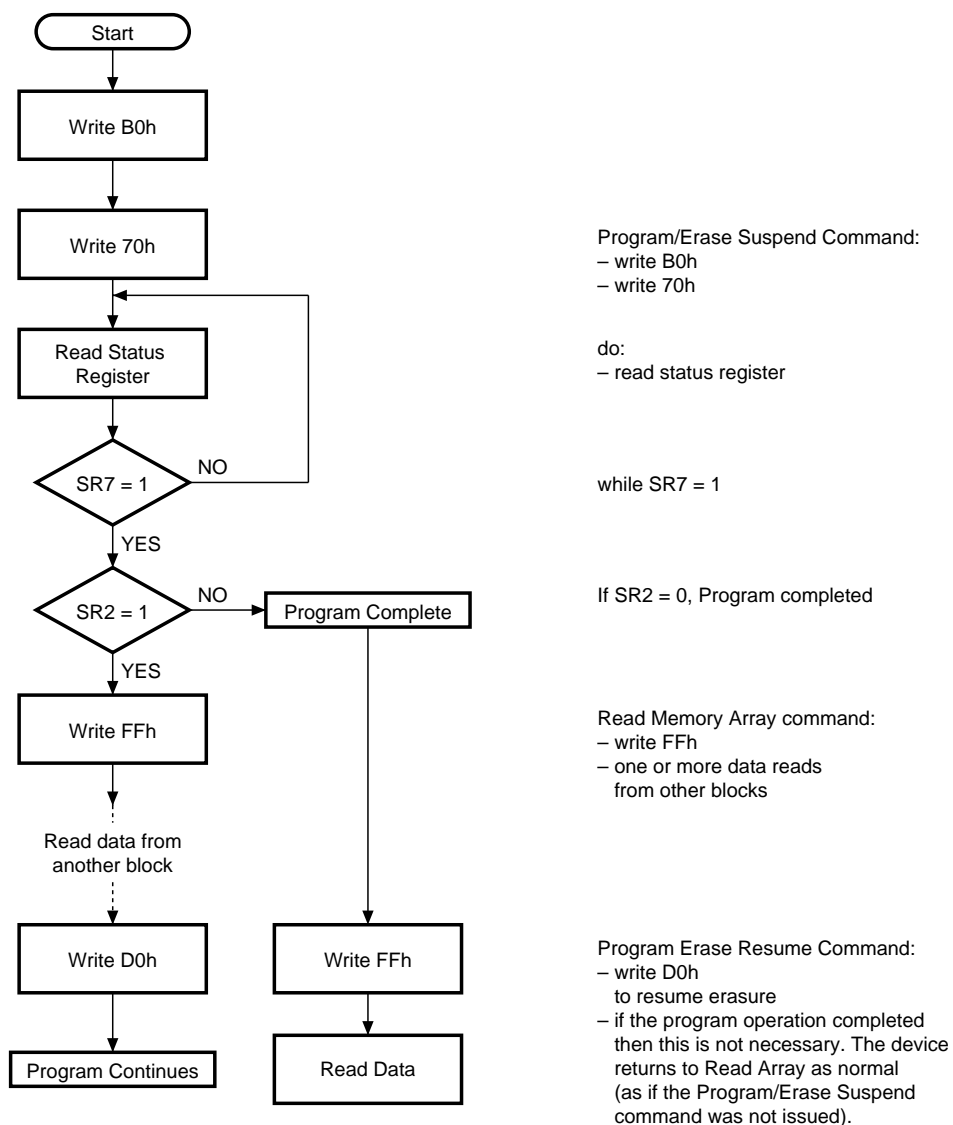 Start
Write B0h
Write 70h
Program/Erase Suspend Command:
– write B0h
– write 70h
Read Status
Register
do:
– read status register
SR7 = 1
NO
while SR7 = 1
YES
SR2 = 1
NO
Program Complete
If SR2 = 0, Program completed
YES
Write FFh
Read Memory Array command:
– write FFh
– one or more data reads
from other blocks
Read data from
another block
Write D0h
Write FFh
Program Erase Resume Command:
– write D0h
to resume erasure
– if the program operation completed
then this is not necessary. The device
returns to Read Array as normal
(as if the Program/Erase Suspend
command was not issued).
Program Continues
Read Data